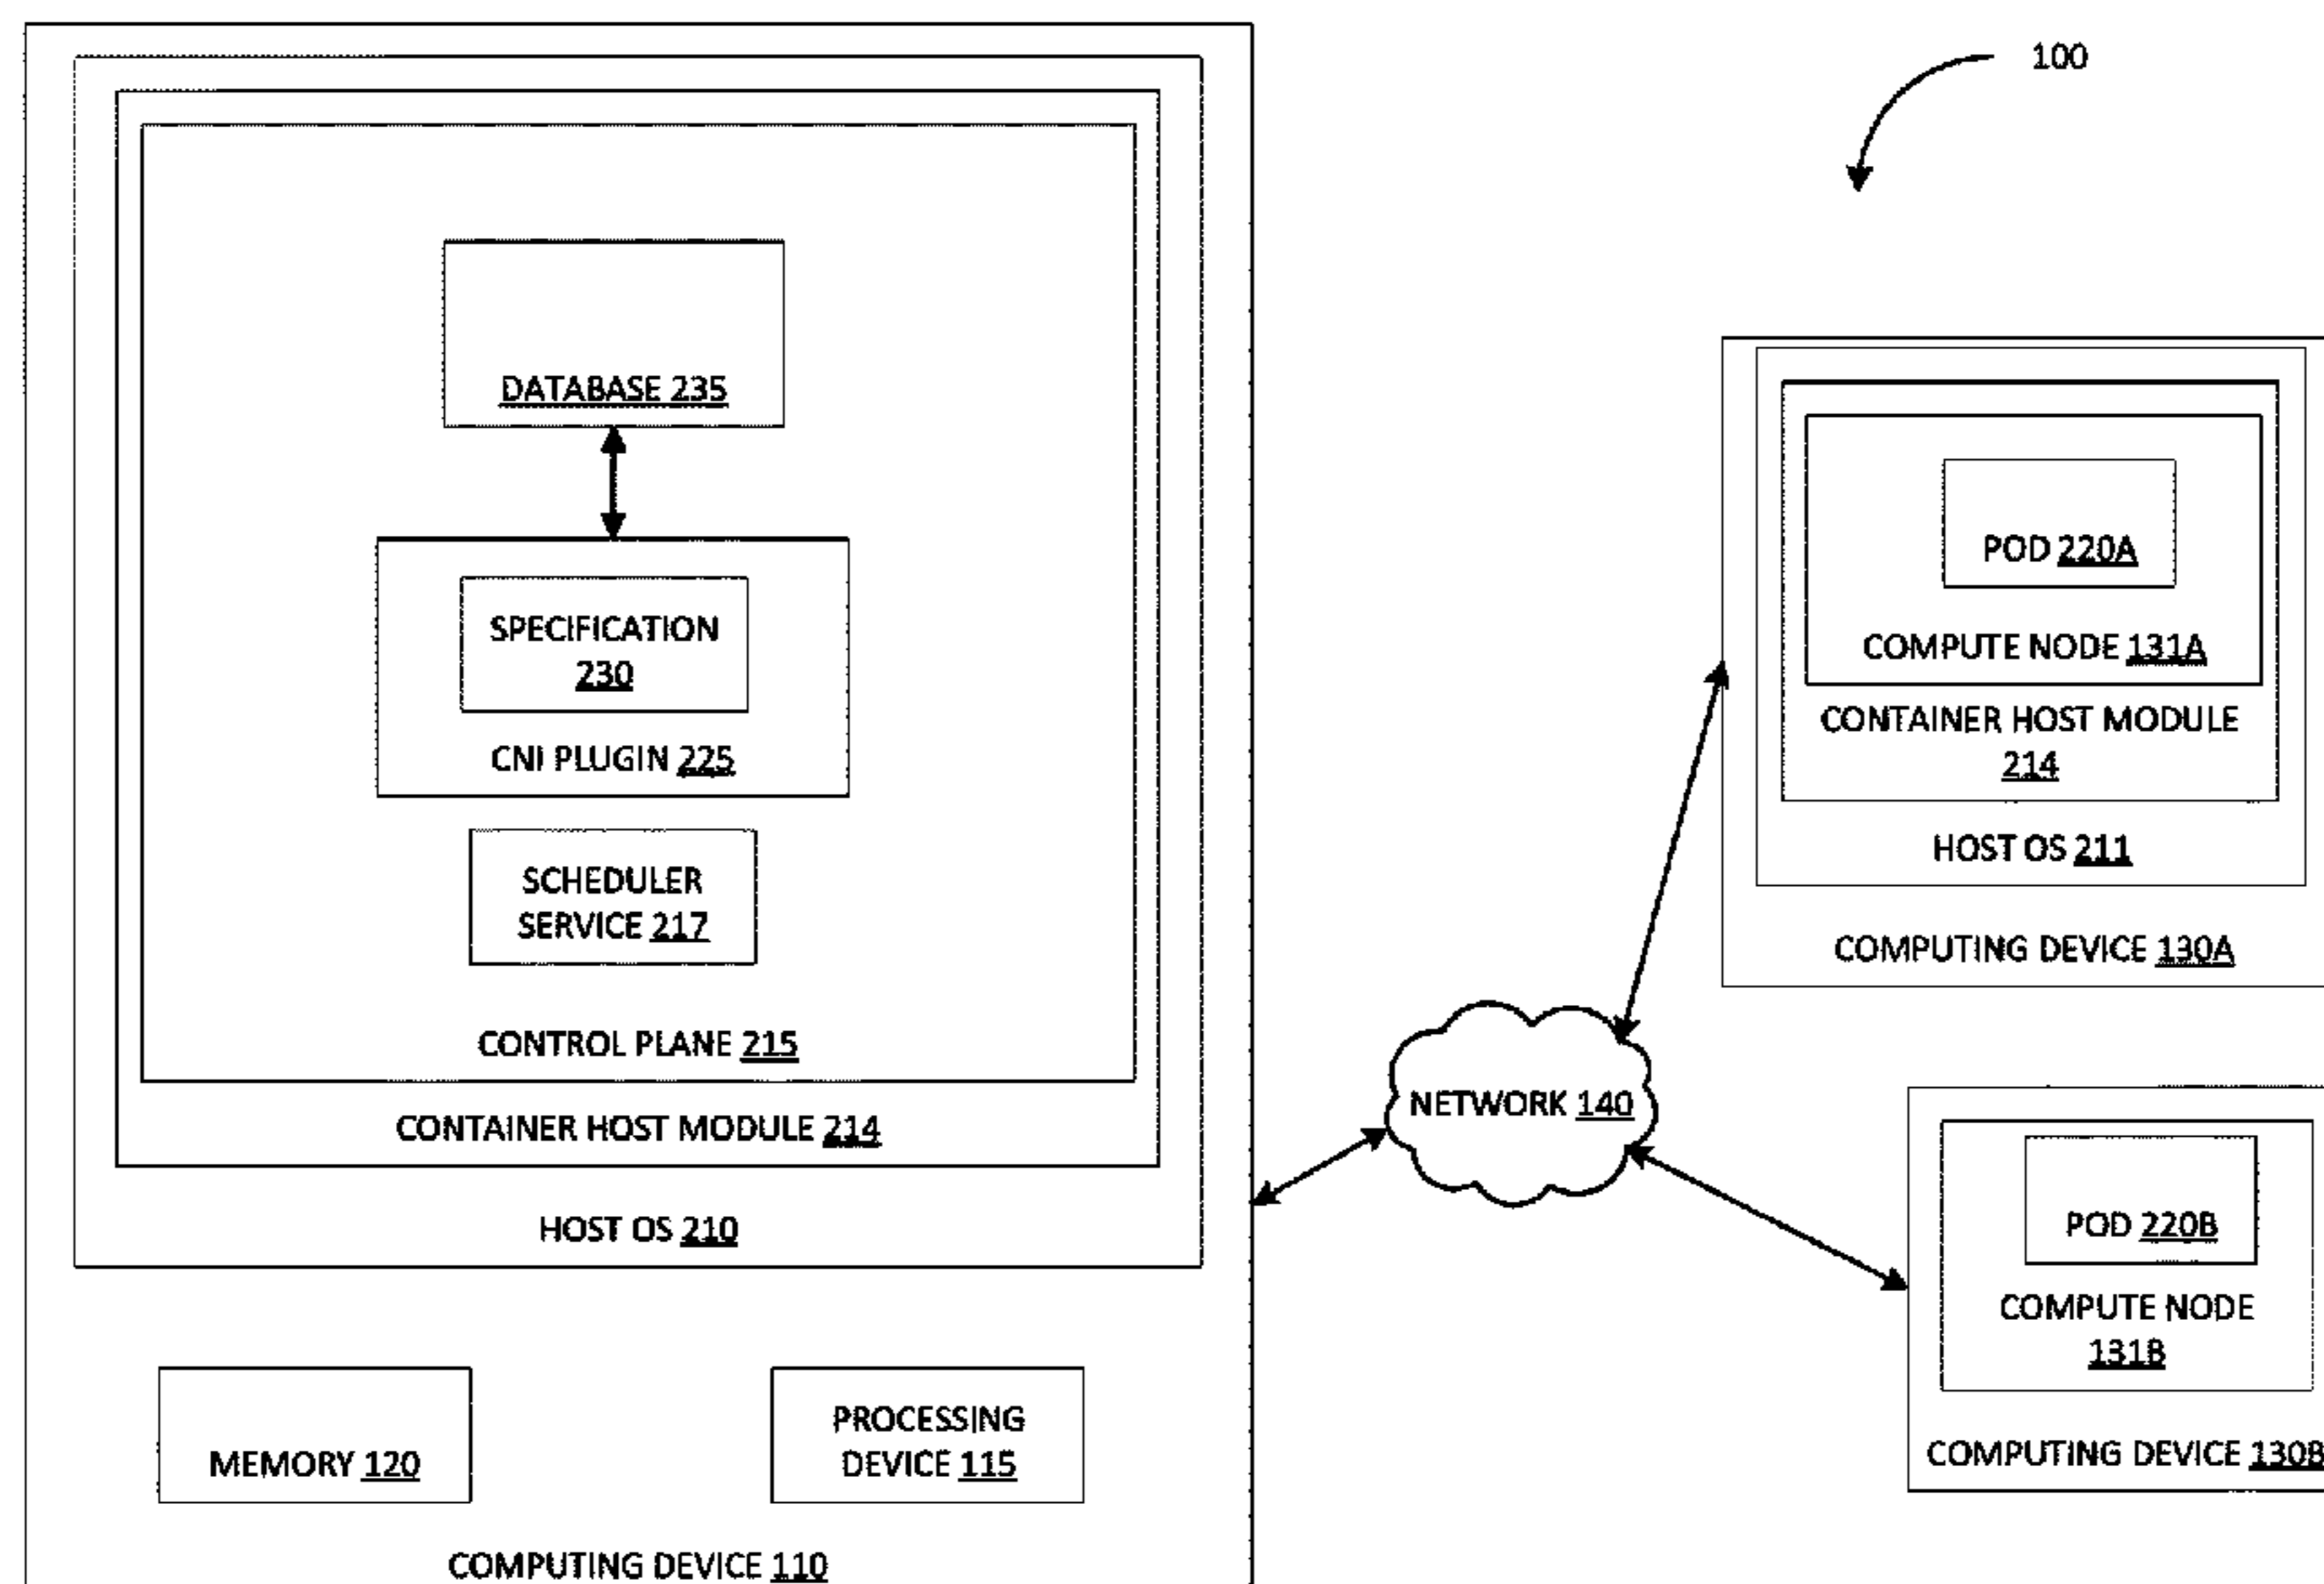 DATABASE 235
SPECIFICATION
230
CNI PLUGIN 225
SCHEDULER
SERVICE 217
CONTROL PLANE 215
CONTAINER HOST MODULE 214
HOST OS 210
MEMORY 120
PROCESSING
DEVICE 115
COMPUTING DEVICE 110
NETWORK 140
100
POD 220A
COMPUTE NODE 131A
CONTAINER HOST MODULE
214
HOST OS 211
COMPUTING DEVICE 130A
POD 220B
COMPUTE NODE
131B
COMPUTING DEVICE 130B